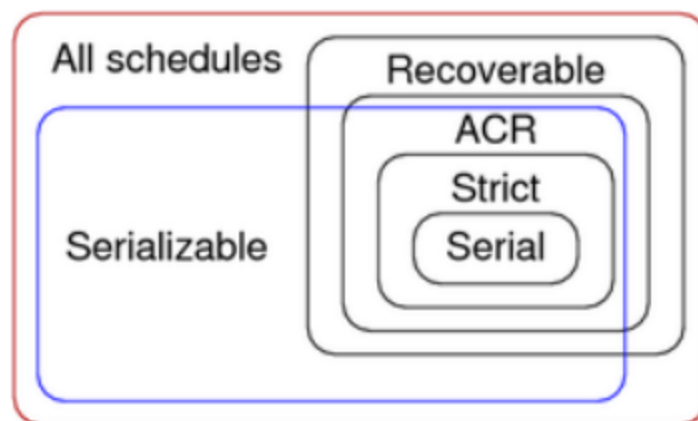 All schedules
Recoverable
ACR
Strict
Serializable
Serial